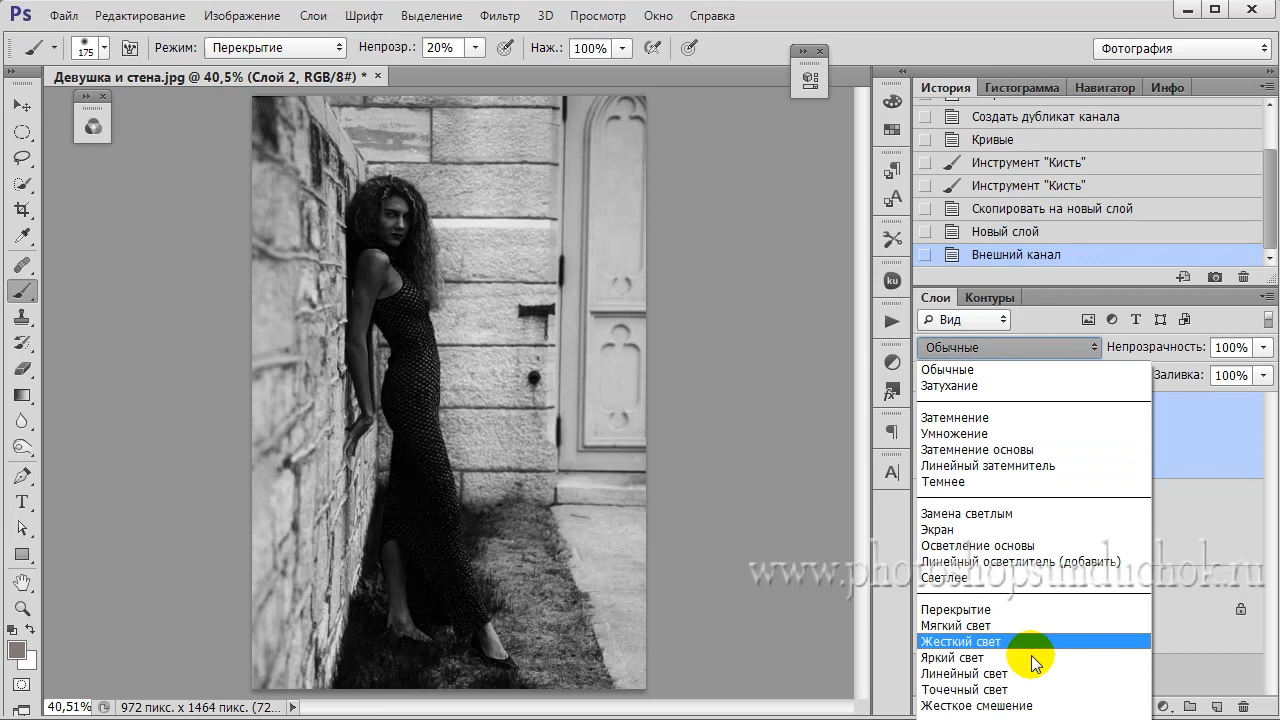 Ps Файл Редактирование Изображение Слои Шрифт Выделение Фильтр 3D Просмотр Окно Справка
175 Режим: Перекрытие Непрозр.: 20% Наж.: 100% Фотография
Девушка и стена.jpg @ 40,5% (Слой 2, RGB/8#) * ×
История Гистограмма Навигатор Инфо
Создать дубликат канала
Кривые
Инструмент "Кисть"
Инструмент "Кисть"
Скопировать на новый слой
Новый слой
Внешний канал
Слои Контуры
Вид
Обычные Непрозрачность: 100%
Заливка: 100%
Обычные
Затухание
Затемнение
Умножение
Затемнение основы
Линейный затемнитель
Темнее
Замена светлым
Экран
Осветление основы
Линейный осветлитель (добавить)
Светлее
Перекрытие
Мягкий свет
Жесткий свет
Яркий свет
Линейный свет
Точечный свет
Жесткое смешение
ku
fx
A|
www.photoshopsunduchok.ru
40,51% 972 пикс. x 1464 пикс. (72...